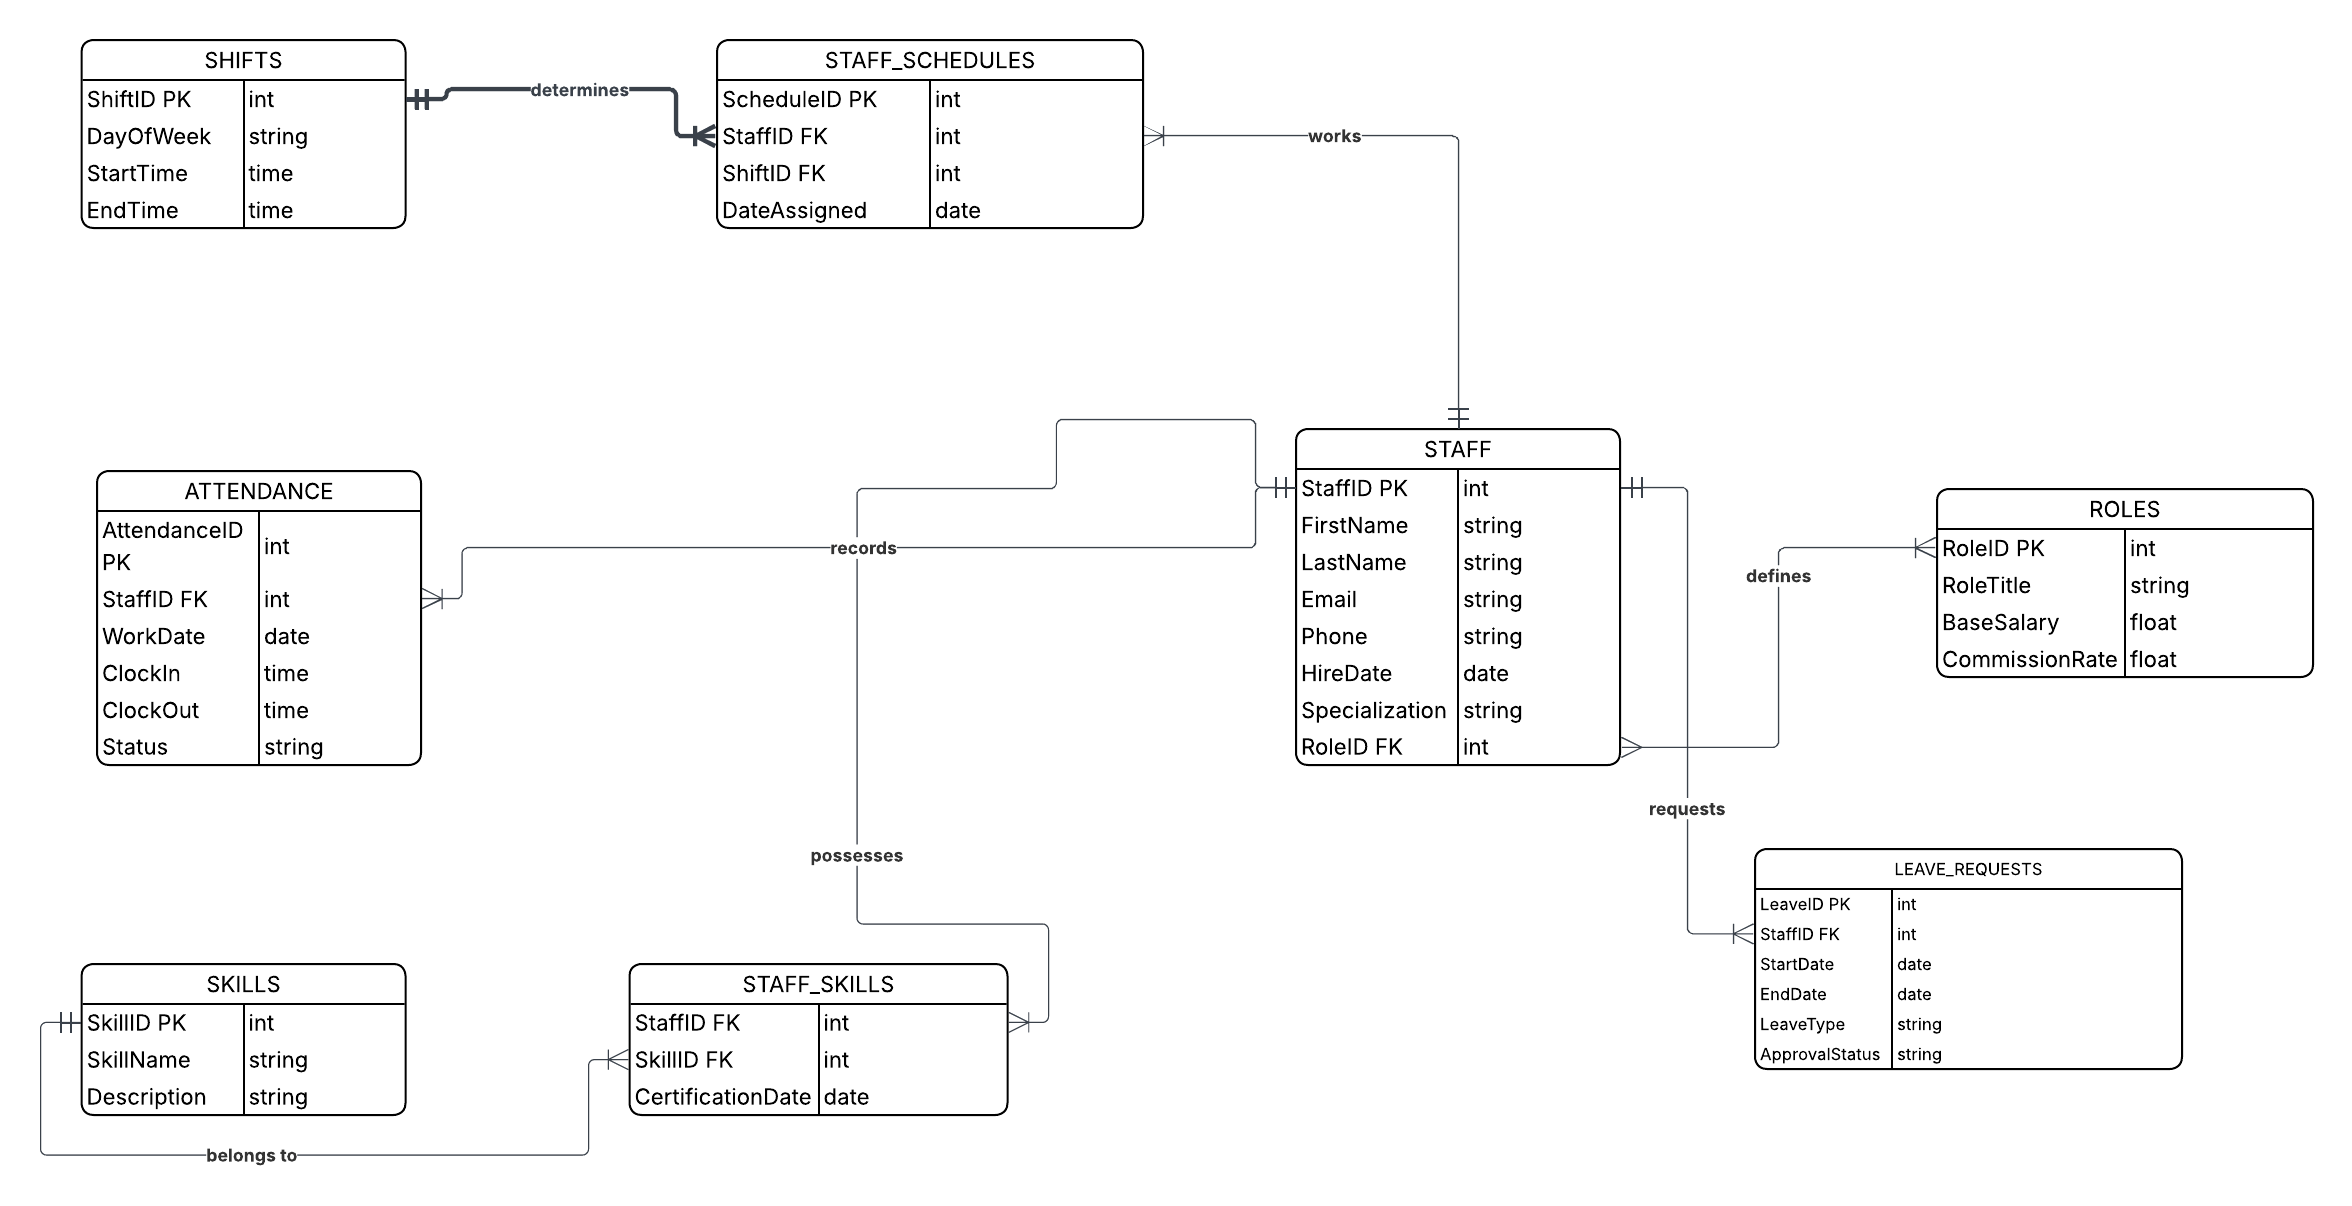 SHIFTS
ShiftID PK int
DayOfWeek string
StartTime time
EndTime time
determines
STAFF_SCHEDULES
ScheduleID PK int
StaffID FK int
ShiftID FK int
DateAssigned date
works
STAFF
StaffID PK int
FirstName string
LastName string
Email string
Phone string
HireDate date
Specialization string
RoleID FK int
ATTENDANCE
AttendanceID
PK
int
StaffID FK int
WorkDate date
ClockIn time
ClockOut time
Status string
records
defines
ROLES
RoleID PK int
RoleTitle string
BaseSalary float
CommissionRate float
requests
possesses
LEAVE_REQUESTS
LeaveID PK int
StaffID FK int
StartDate date
EndDate date
LeaveType string
ApprovalStatus string
SKILLS
SkillID PK int
SkillName string
Description string
belongs to
STAFF_SKILLS
StaffID FK int
SkillID FK int
CertificationDate date